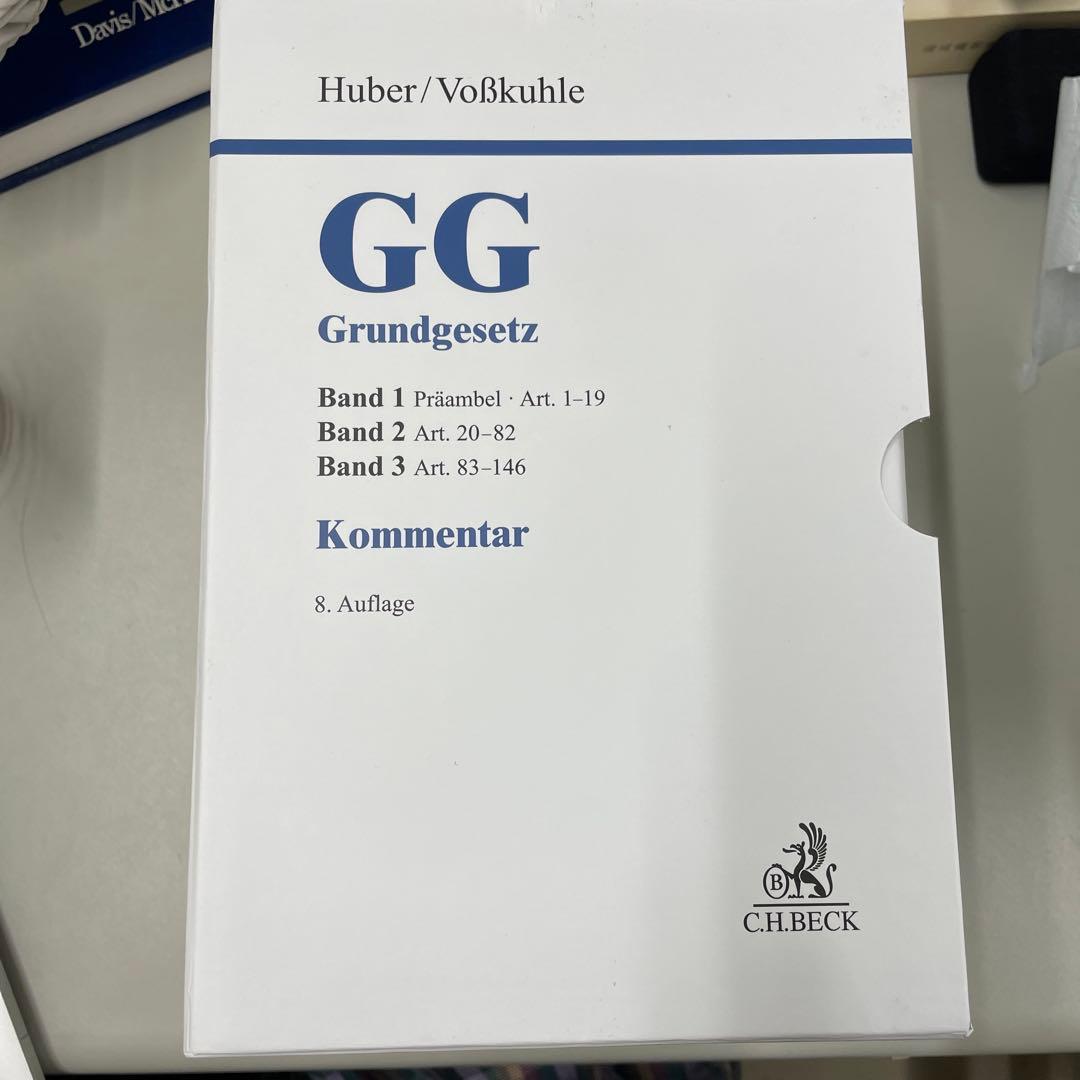 Davis/
Huber/Voßkuhle
GG
Grundgesetz
Band 1 Präambel · Art. 1–19
Band 2 Art. 20–82
Band 3 Art. 83–146
Kommentar
8. Auflage
B
C.H.BECK